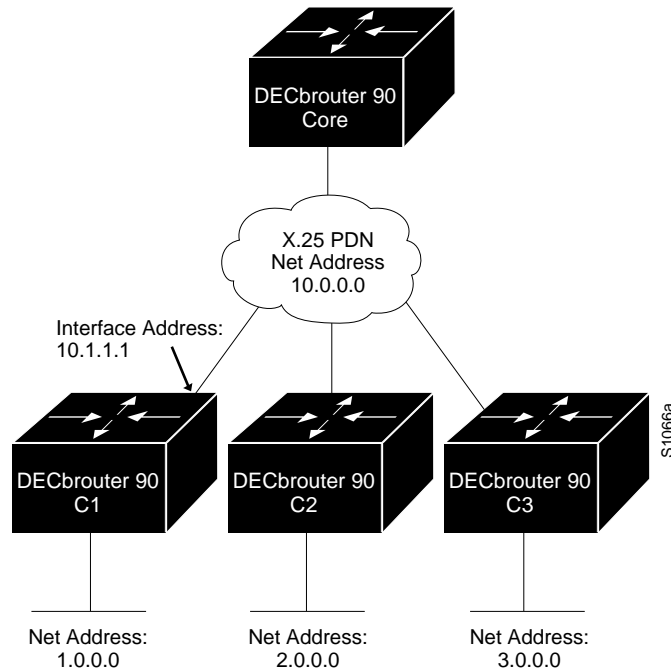 DECbrouter 90
Core
X.25 PDN
Net Address
10.0.0.0
Interface Address:
10.1.1.1
DECbrouter 90
C1
DECbrouter 90
C2
DECbrouter 90
C3
S1066a
Net Address:
1.0.0.0
Net Address:
2.0.0.0
Net Address:
3.0.0.0